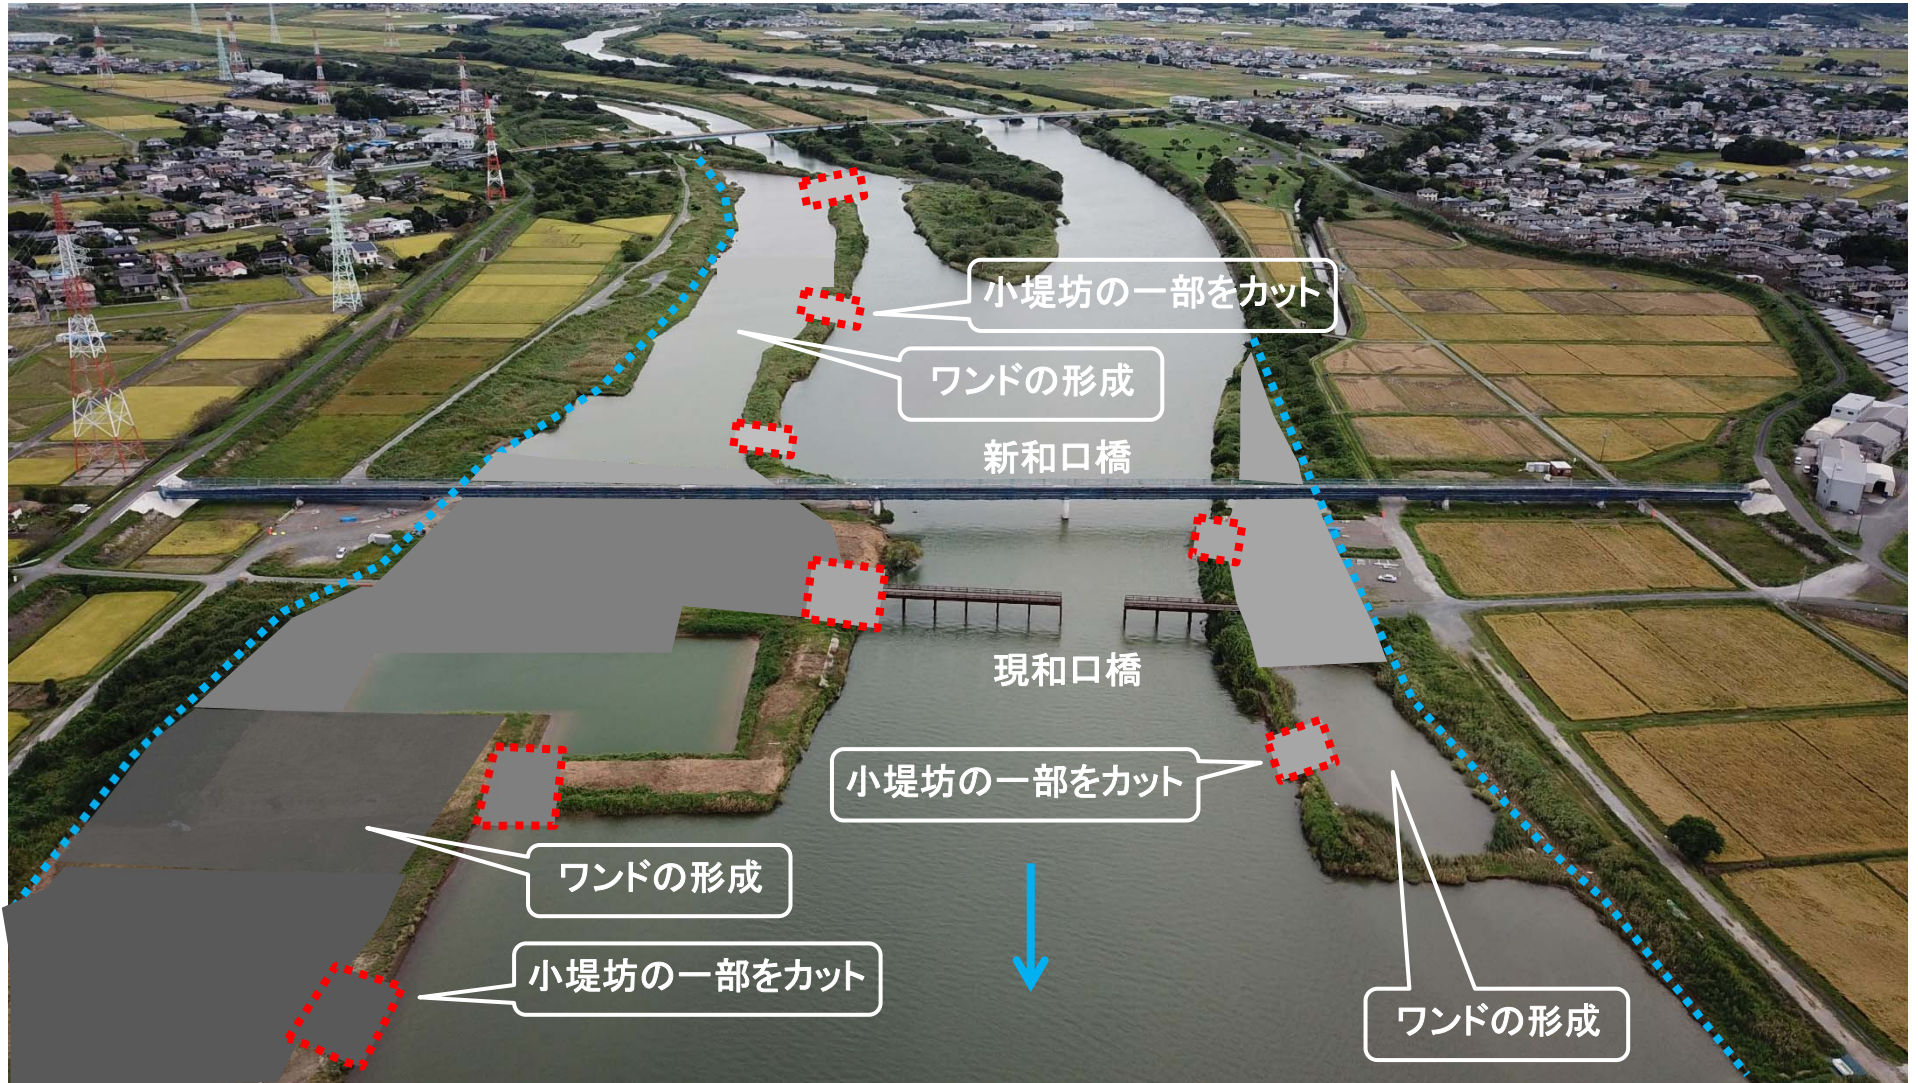 小堤坊の一部をカット
ワンドの形成
新和口橋
現和口橋
小堤坊の一部をカット
ワンドの形成
小堤坊の一部をカット
ワンドの形成